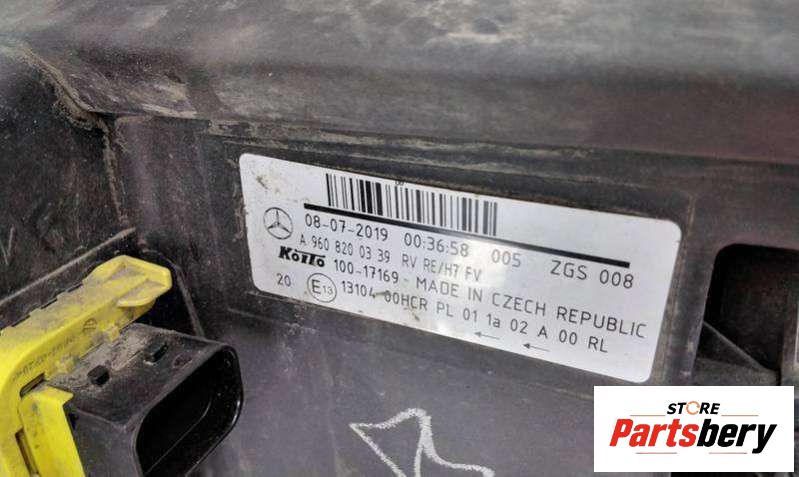 08-07-2019 00:36:58 005 ZGS 008
A 960 820 03 39 RV RE/H7 FV
KOITO 100-17169 - MADE IN CZECH REPUBLIC
20 E13 13104 00HCR PL 01 1a 02 A 00 RL
← ←
STORE
Partsbery